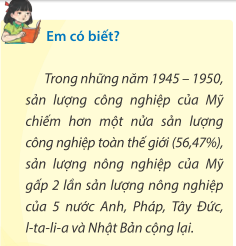 Em có biết?
Trong những năm 1945 – 1950,
sản lượng công nghiệp của Mỹ
chiếm hơn một nửa sản lượng
công nghiệp toàn thế giới (56,47%),
sản lượng nông nghiệp của Mỹ
gấp 2 lần sản lượng nông nghiệp
của 5 nước Anh, Pháp, Tây Đức,
I-ta-li-a và Nhật Bản cộng lại.